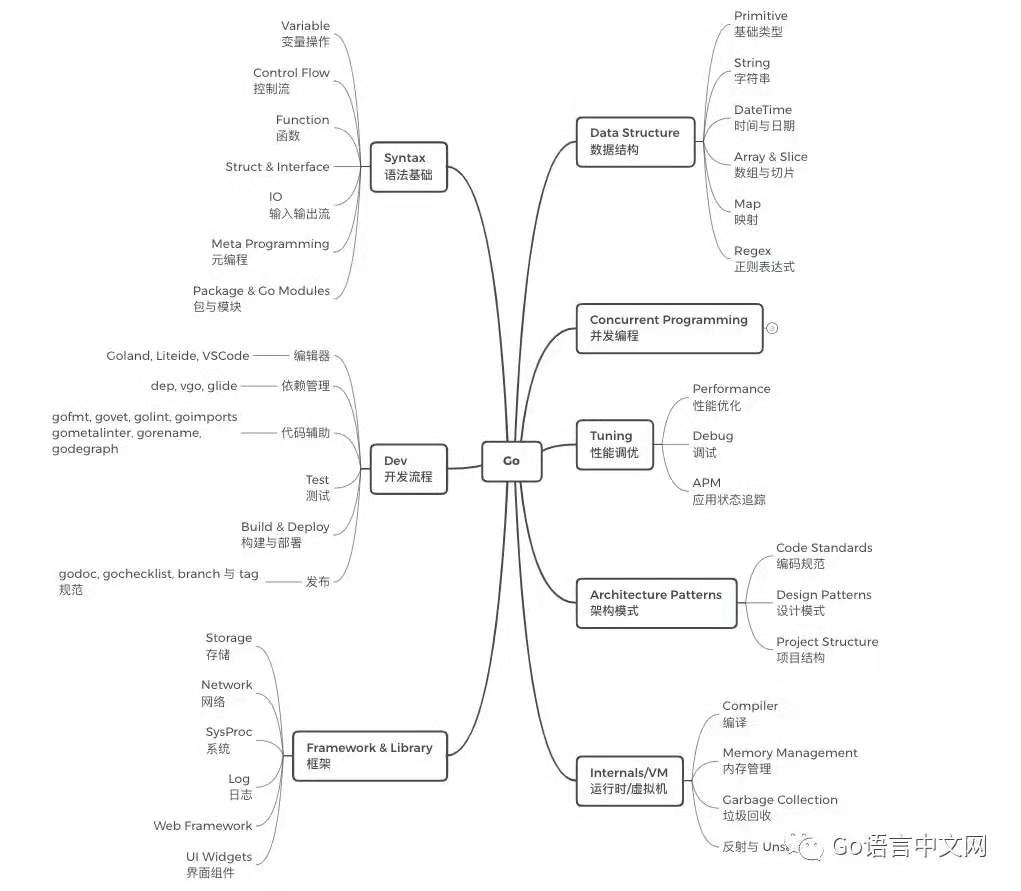 Variable
变量操作
Control Flow
控制流
Function
函数
Struct & Interface
IO
输入输出流
Meta Programming
元编程
Package & Go Modules
包与模块
Syntax
语法基础
Goland, Liteide, VSCode
编辑器
dep, vgo, glide
依赖管理
gofmt, govet, golint, goimports
gometalinter, gorename,
godegraph
代码辅助
Test
测试
Build & Deploy
构建与部署
godoc, gochecklist, branch 与 tag
规范
发布
Dev
开发流程
Storage
存储
Network
网络
SysProc
系统
Log
日志
Web Framework
UI Widgets
界面组件
Framework & Library
框架
Go
Data Structure
数据结构
Primitive
基础类型
String
字符串
DateTime
时间与日期
Array & Slice
数组与切片
Map
映射
Regex
正则表达式
Concurrent Programming
并发编程
Tuning
性能调优
Performance
性能优化
Debug
调试
APM
应用状态追踪
Architecture Patterns
架构模式
Code Standards
编码规范
Design Patterns
设计模式
Project Structure
项目结构
Internals/VM
运行时/虚拟机
Compiler
编译
Memory Management
内存管理
Garbage Collection
垃圾回收
反射与
Go语言中文网